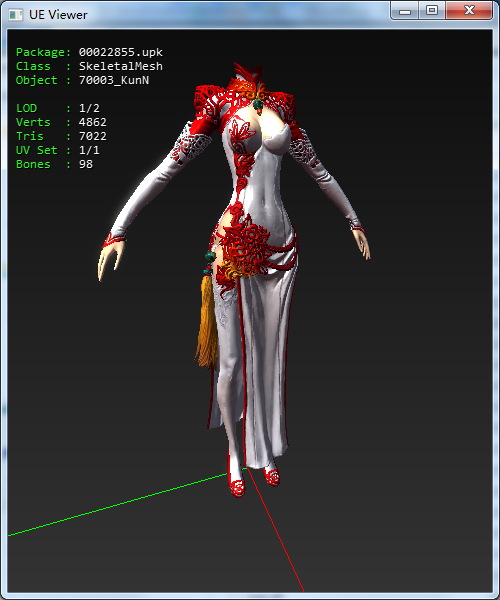 UE Viewer
Package: 00022855.upk
Class  : SkeletalMesh
Object : 70003_KunN
LOD    : 1/2
Verts  : 4862
Tris   : 7022
UV Set : 1/1
Bones  : 98